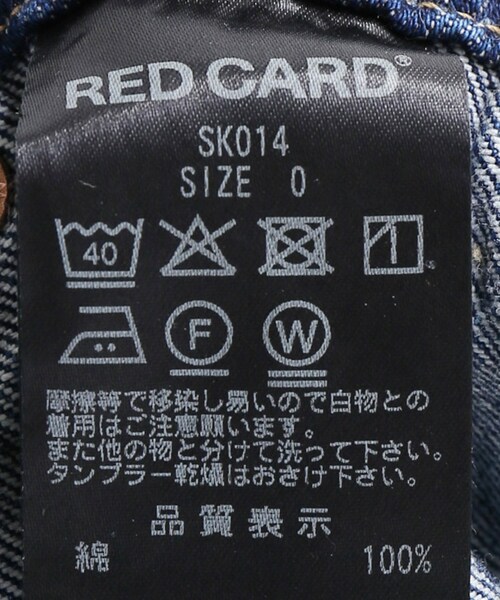 RED CARD®
SK014
SIZE 0
40
F
W
摩擦等で移染し易いので白物との
着用はご注意願います。
また他の物と分けて洗って下さい。
タンブラー乾燥はおさけ下さい。
品質表示
綿 100%